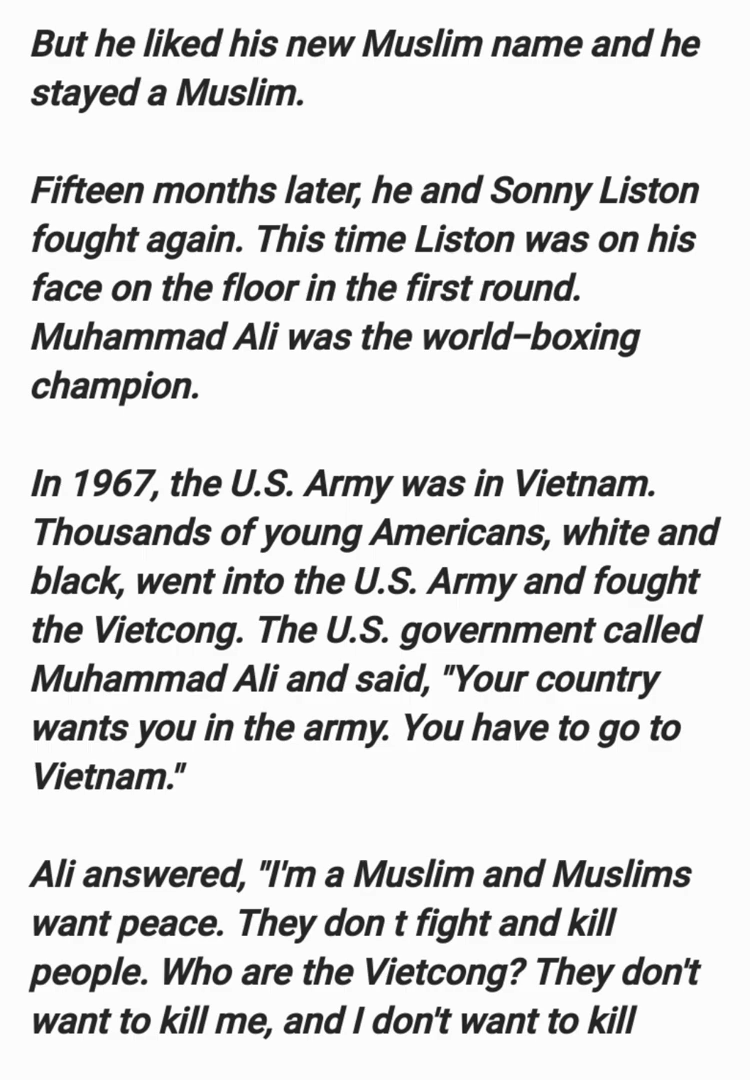 But he liked his new Muslim name and he
stayed a Muslim.
Fifteen months later, he and Sonny Liston
fought again. This time Liston was on his
face on the floor in the first round.
Muhammad Ali was the world-boxing
champion.
In 1967, the U.S. Army was in Vietnam.
Thousands of young Americans, white and
black, went into the U.S. Army and fought
the Vietcong. The U.S. government called
Muhammad Ali and said, "Your country
wants you in the army. You have to go to
Vietnam."
Ali answered, "I'm a Muslim and Muslims
want peace. They don t fight and kill
people. Who are the Vietcong? They don't
want to kill me, and I don't want to kill